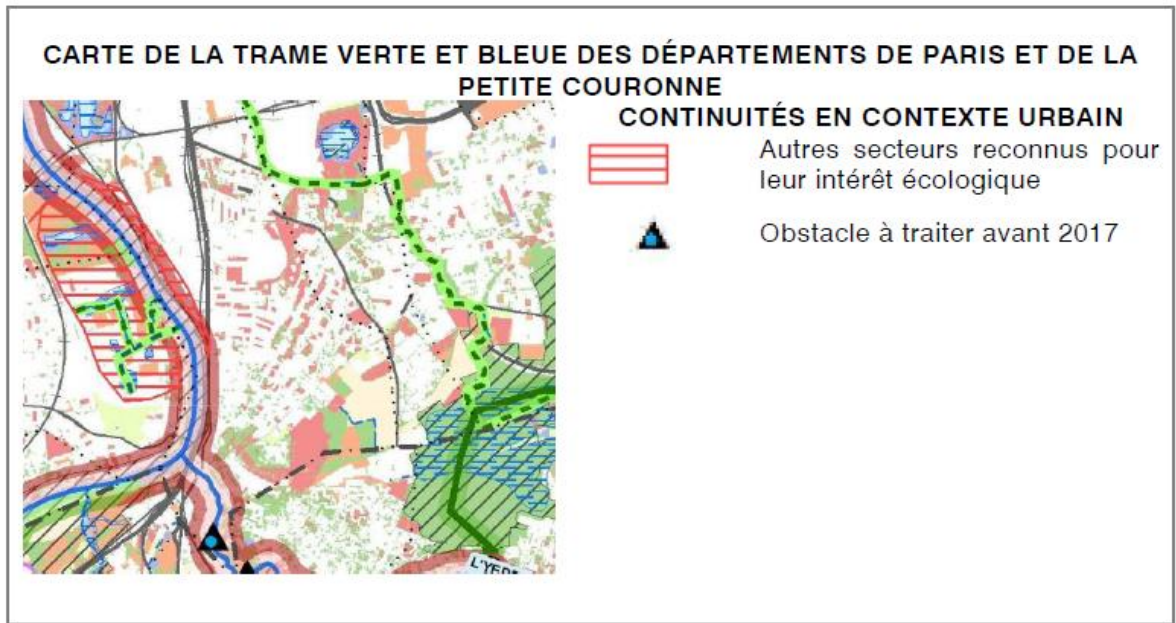 CARTE DE LA TRAME VERTE ET BLEUE DES DÉPARTEMENTS DE PARIS ET DE LA
PETITE COURONNE
CONTINUITÉS EN CONTEXTE URBAIN
Autres secteurs reconnus pour
leur intérêt écologique
Obstacle à traiter avant 2017